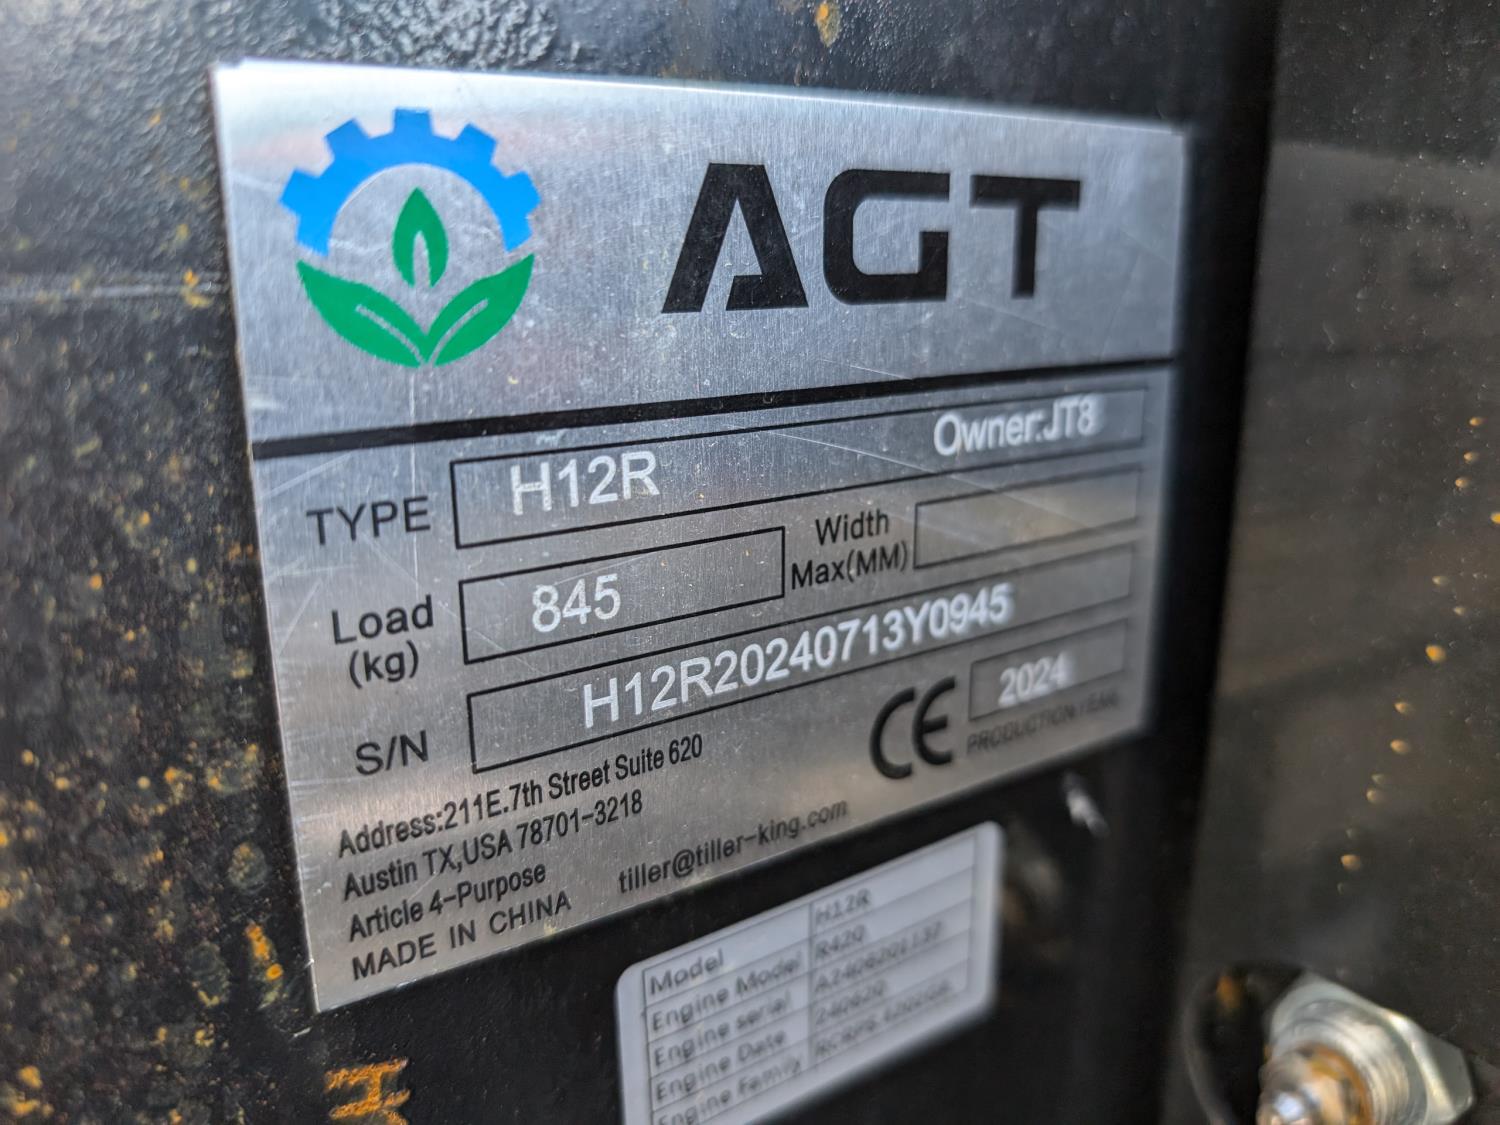 AGT
TYPE H12R Owner:JT8
Load (kg) 845 Width Max(MM)
S/N H12R20240713Y0945
CE 2024
PRODUCTION YEAR
Address:211E.7th Street Suite 620
Austin TX,USA 78701-3218
Article 4-Purpose
MADE IN CHINA
tiller@tiller-king.com
Model H12R
Engine Model R420
Engine serial
Engine Date 240620
Engine Family